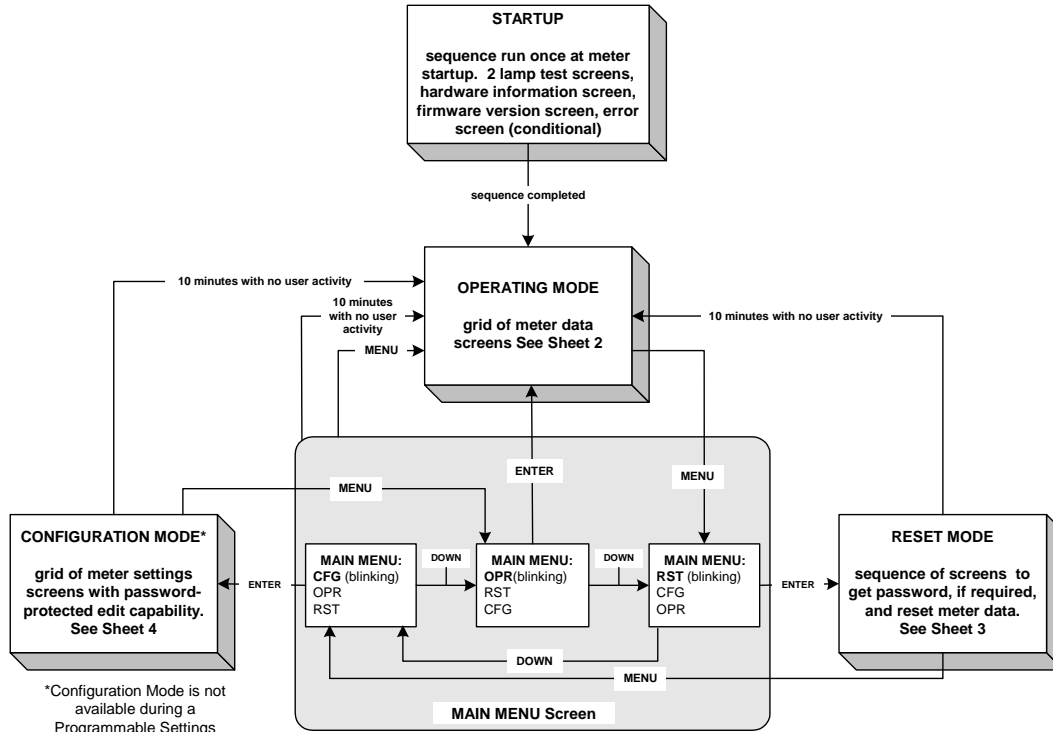 STARTUP
sequence run once at meter
startup. 2 lamp test screens,
hardware information screen,
firmware version screen, error
screen (conditional)
sequence completed
10 minutes with no user activity
10 minutes
with no user
activity
MENU
OPERATING MODE
grid of meter data
screens See Sheet 2
10 minutes with no user activity
ENTER
MENU
MENU
CONFIGURATION MODE*
grid of meter settings
screens with password-
protected edit capability.
See Sheet 4
ENTER
MAIN MENU:
CFG (blinking)
OPR
RST
DOWN
MAIN MENU:
OPR(blinking)
RST
CFG
DOWN
MAIN MENU:
RST (blinking)
CFG
OPR
ENTER
RESET MODE
sequence of screens to
get password, if required,
and reset meter data.
See Sheet 3
DOWN
MENU
MAIN MENU Screen
*Configuration Mode is not
available during a
Programmable Settings